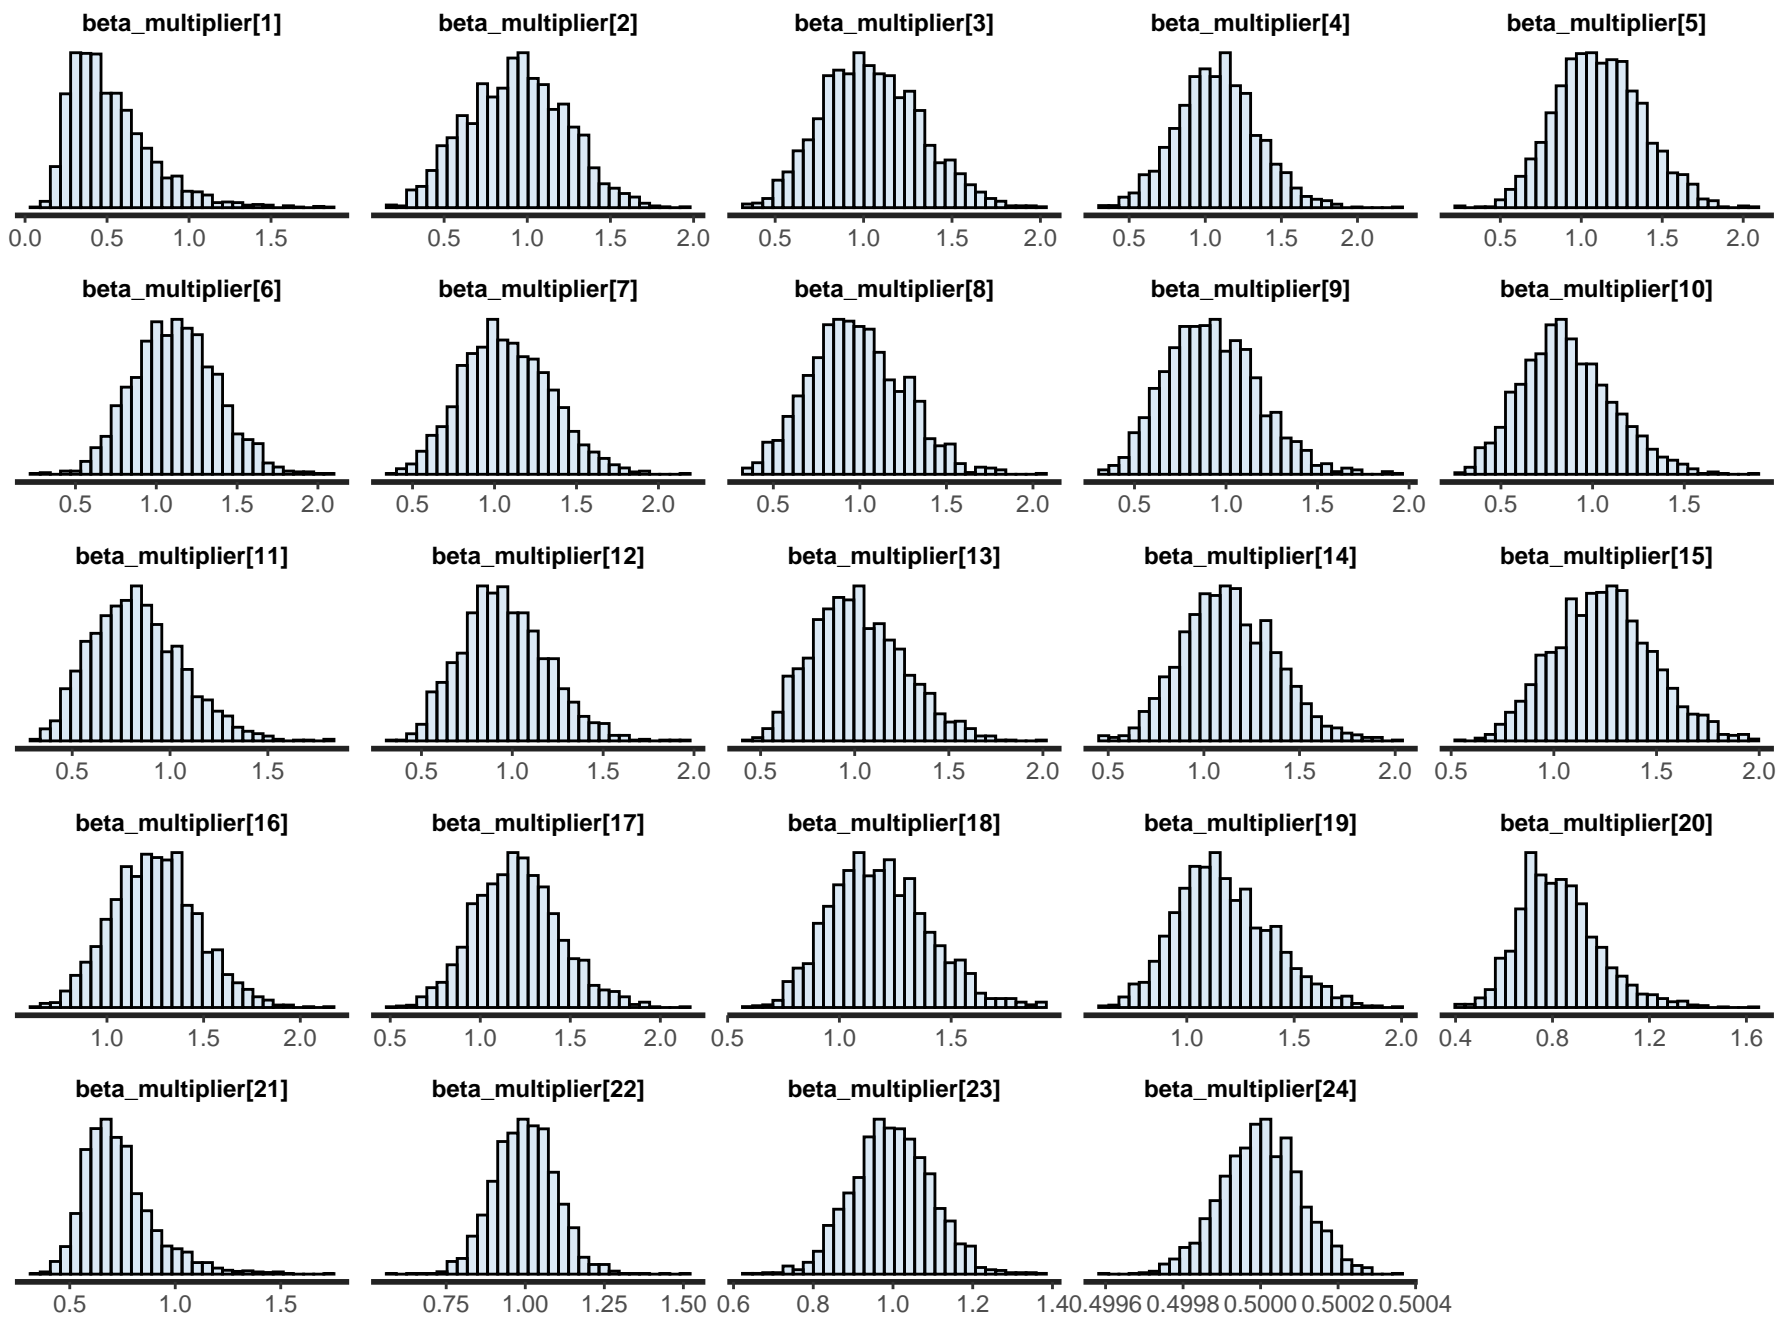 beta_multiplier[1] beta_multiplier[2] beta_multiplier[3] beta_multiplier[4] beta_multiplier[5]
0.0 0.5 1.0 1.5 0.5 1.0 1.5 2.0 0.5 1.0 1.5 2.0 0.5 1.0 1.5 2.0 0.5 1.0 1.5 2.0
beta_multiplier[6] beta_multiplier[7] beta_multiplier[8] beta_multiplier[9] beta_multiplier[10]
0.5 1.0 1.5 2.0 0.5 1.0 1.5 2.0 0.5 1.0 1.5 2.0 0.5 1.0 1.5 2.0 0.5 1.0 1.5
beta_multiplier[11] beta_multiplier[12] beta_multiplier[13] beta_multiplier[14] beta_multiplier[15]
0.5 1.0 1.5 0.5 1.0 1.5 2.0 0.5 1.0 1.5 2.0 0.5 1.0 1.5 2.0 0.5 1.0 1.5 2.0
beta_multiplier[16] beta_multiplier[17] beta_multiplier[18] beta_multiplier[19] beta_multiplier[20]
1.0 1.5 2.0 0.5 1.0 1.5 2.0 0.5 1.0 1.5 1.0 1.5 2.0 0.4 0.8 1.2 1.6
beta_multiplier[21] beta_multiplier[22] beta_multiplier[23] beta_multiplier[24]
0.5 1.0 1.5 0.75 1.00 1.25 1.50 0.6 0.8 1.0 1.2 1.4 0.4996 0.4998 0.5000 0.5002 0.5004